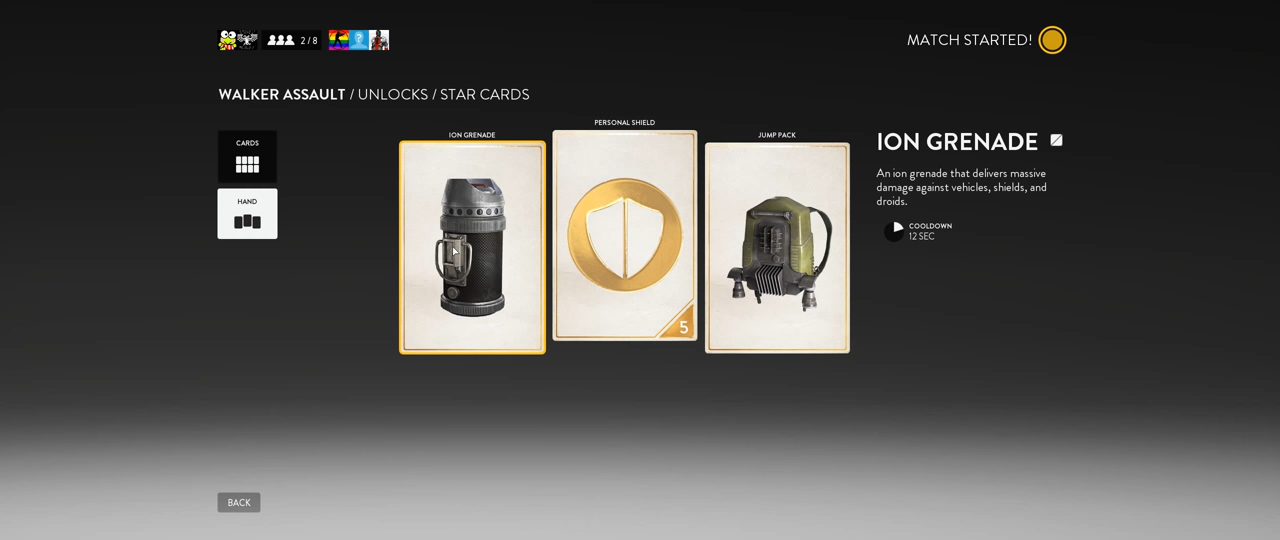 2 / 8
MATCH STARTED!
WALKER ASSAULT / UNLOCKS / STAR CARDS
CARDS
HAND
ION GRENADE
PERSONAL SHIELD
5
JUMP PACK
ION GRENADE
An ion grenade that delivers massive
damage against vehicles, shields, and
droids.
COOLDOWN
12 SEC
BACK